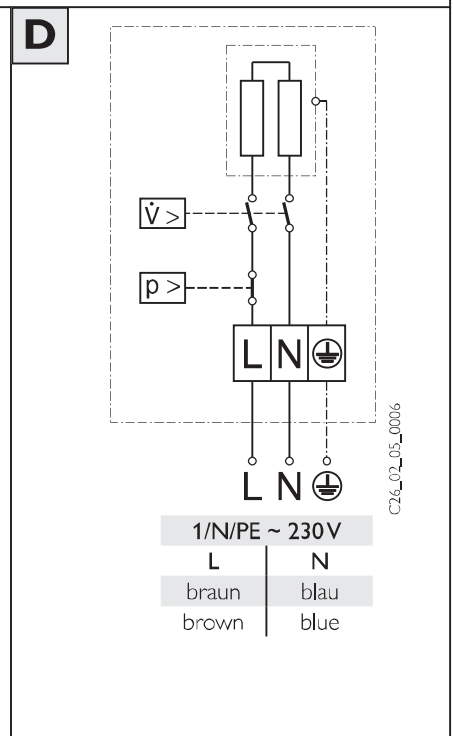 D
V̇ >
p >
L N ⏚
L N ⏚
C26_02_05_0006
1/N/PE ~ 230 V
L N
braun blau
brown blue